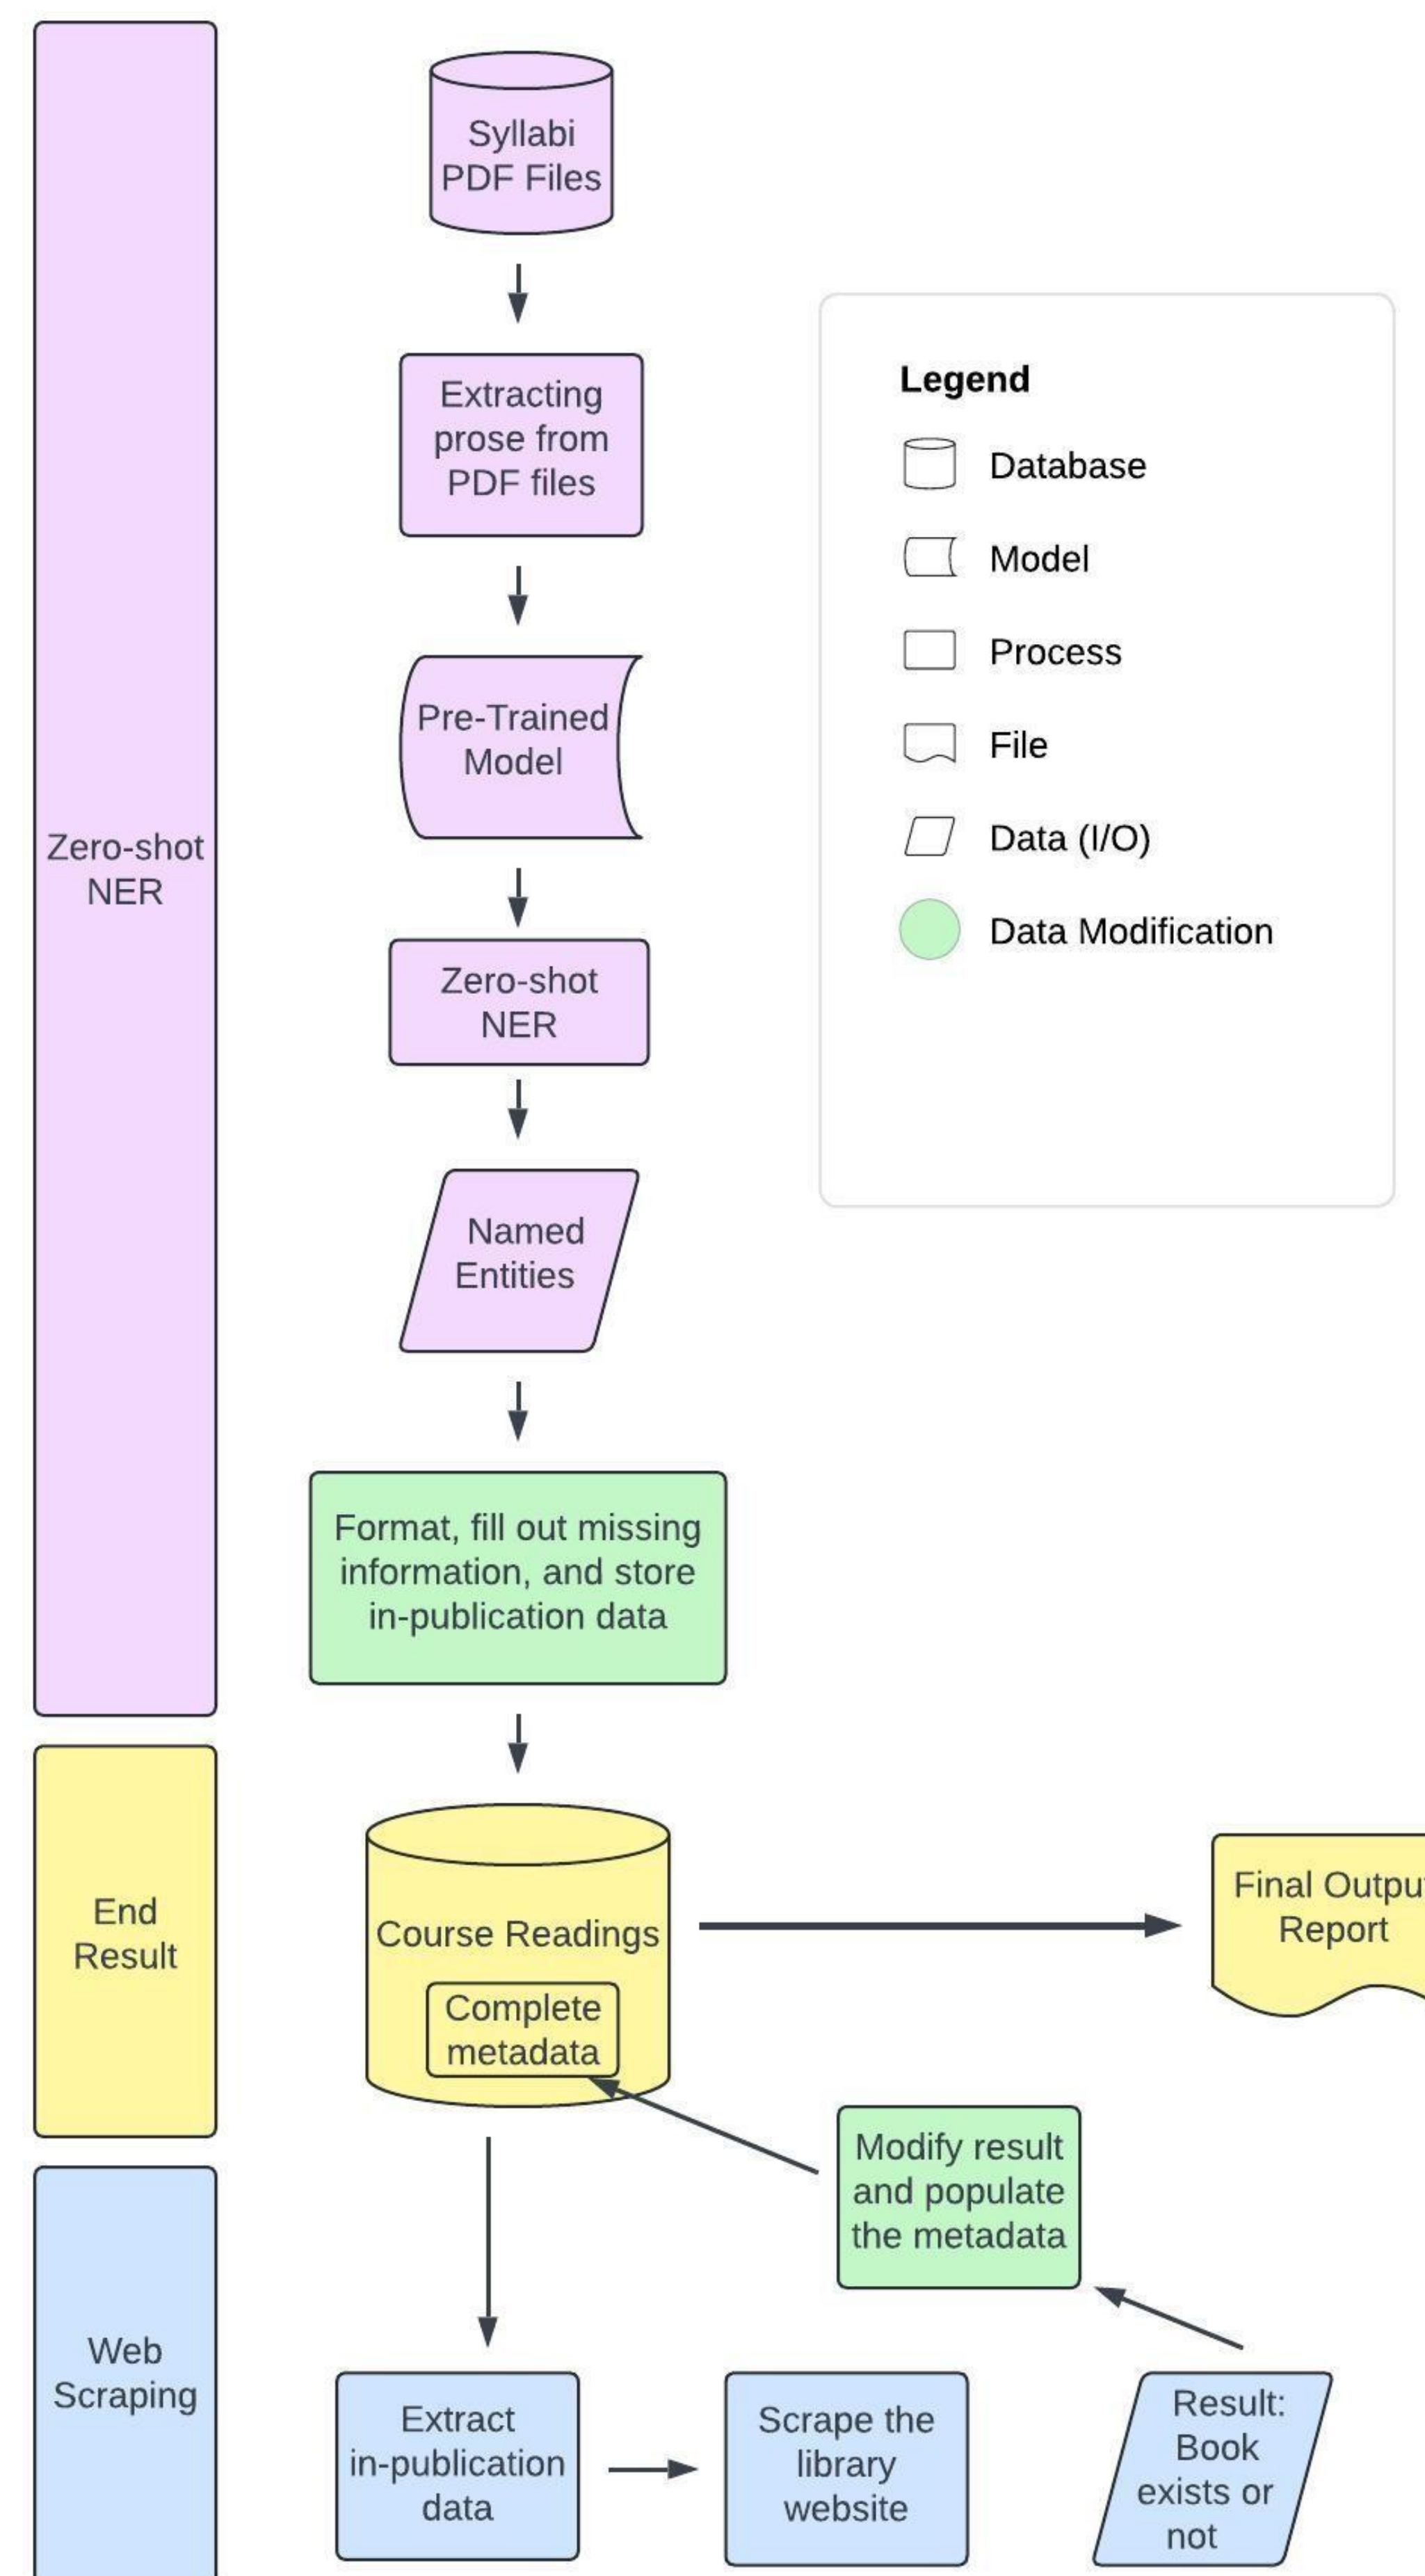 Syllabi
PDF Files
Extracting
prose from
PDF files
Pre-Trained
Model
Zero-shot
NER
Named
Entities
Format, fill out missing
information, and store
in-publication data
Zero-shot
NER
Legend
Database
Model
Process
File
Data (I/O)
Data Modification
End
Result
Course Readings
Complete
metadata
Final Output
Report
Modify result
and populate
the metadata
Web
Scraping
Extract
in-publication
data
Scrape the
library
website
Result:
Book
exists or
not